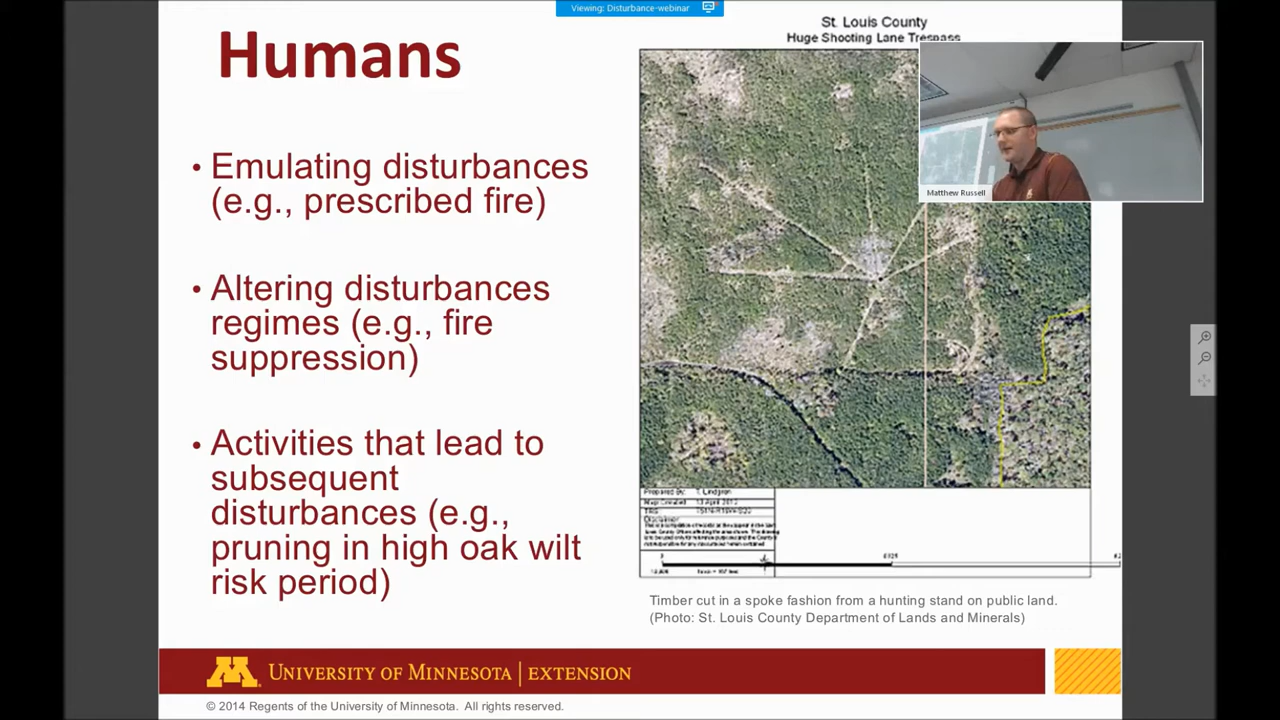 Viewing: Disturbance-webinar
Humans
• Emulating disturbances
(e.g., prescribed fire)
• Altering disturbances
regimes (e.g., fire
suppression)
• Activities that lead to
subsequent
disturbances (e.g.,
pruning in high oak wilt
risk period)
St. Louis County
Huge Shooting Lane Trespass
Matthew Russell
Prepared By: T. Lindgren
Timber cut in a spoke fashion from a hunting stand on public land.
(Photo: St. Louis County Department of Lands and Minerals)
M
UNIVERSITY OF MINNESOTA | EXTENSION
© 2014 Regents of the University of Minnesota. All rights reserved.